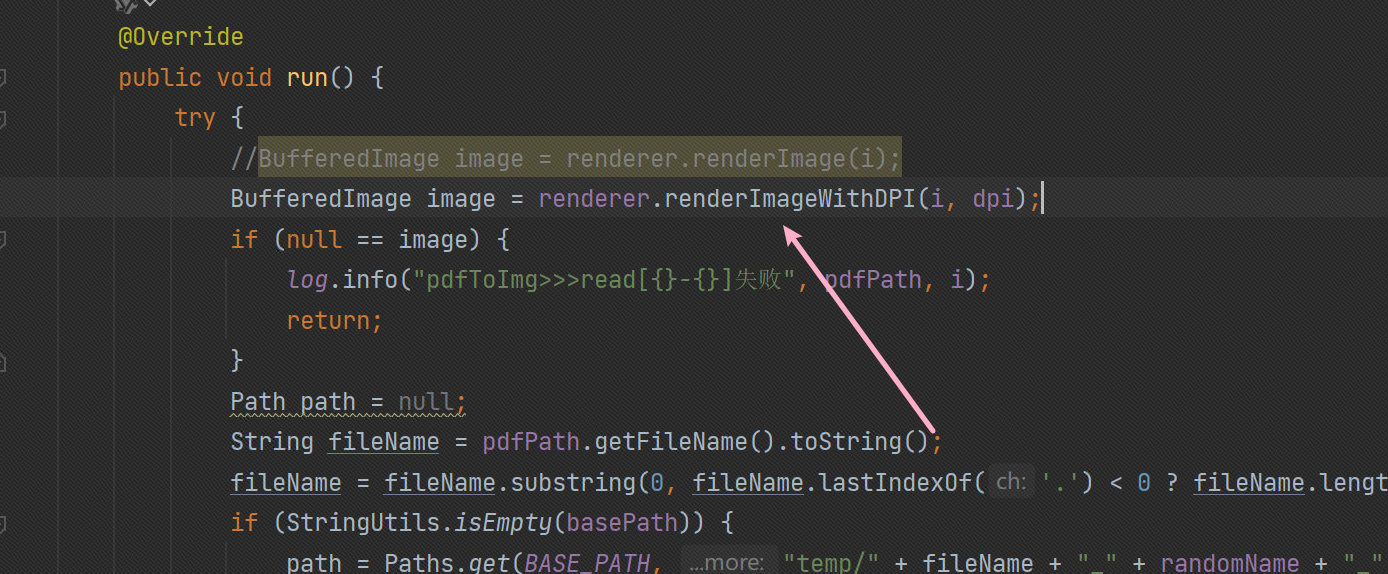 @Override
public void run() {
try {
//BufferedImage image = renderer.renderImage(i);
BufferedImage image = renderer.renderImageWithDPI(i, dpi);
if (null == image) {
log.info("pdfToImg>>>read[{}-{}]失败", pdfPath, i);
return;
}
Path path = null;
String fileName = pdfPath.getFileName().toString();
fileName = fileName.substring(0, fileName.lastIndexOf( ch: '.') < 0 ? fileName.lengt
if (StringUtils.isEmpty(basePath)) {
path = Paths.get(BASE_PATH, ...more: "temp/" + fileName + "_" + randomName + "_"